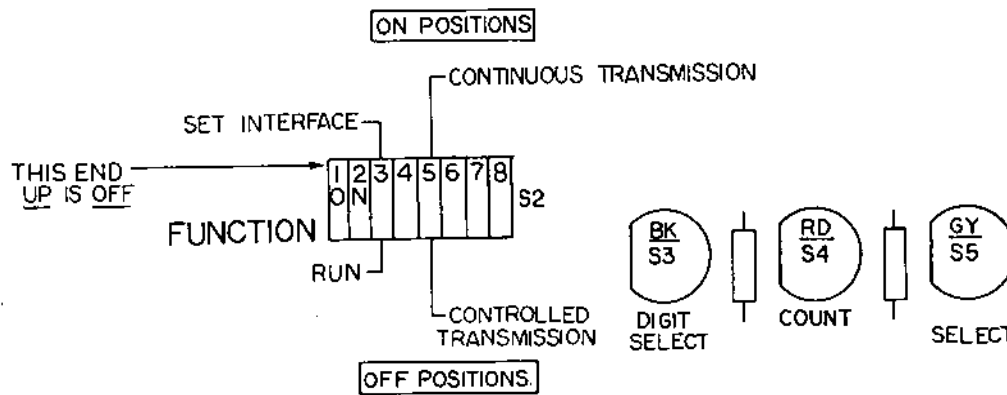 ON POSITIONS
CONTINUOUS TRANSMISSION
SET INTERFACE
THIS END
UP IS OFF
1 2 3 4 5 6 7 8
O N
S2
FUNCTION
RUN
CONTROLLED
TRANSMISSION
OFF POSITIONS.
BK
S3
DIGIT
SELECT
RD
S4
COUNT
GY
S5
SELECT